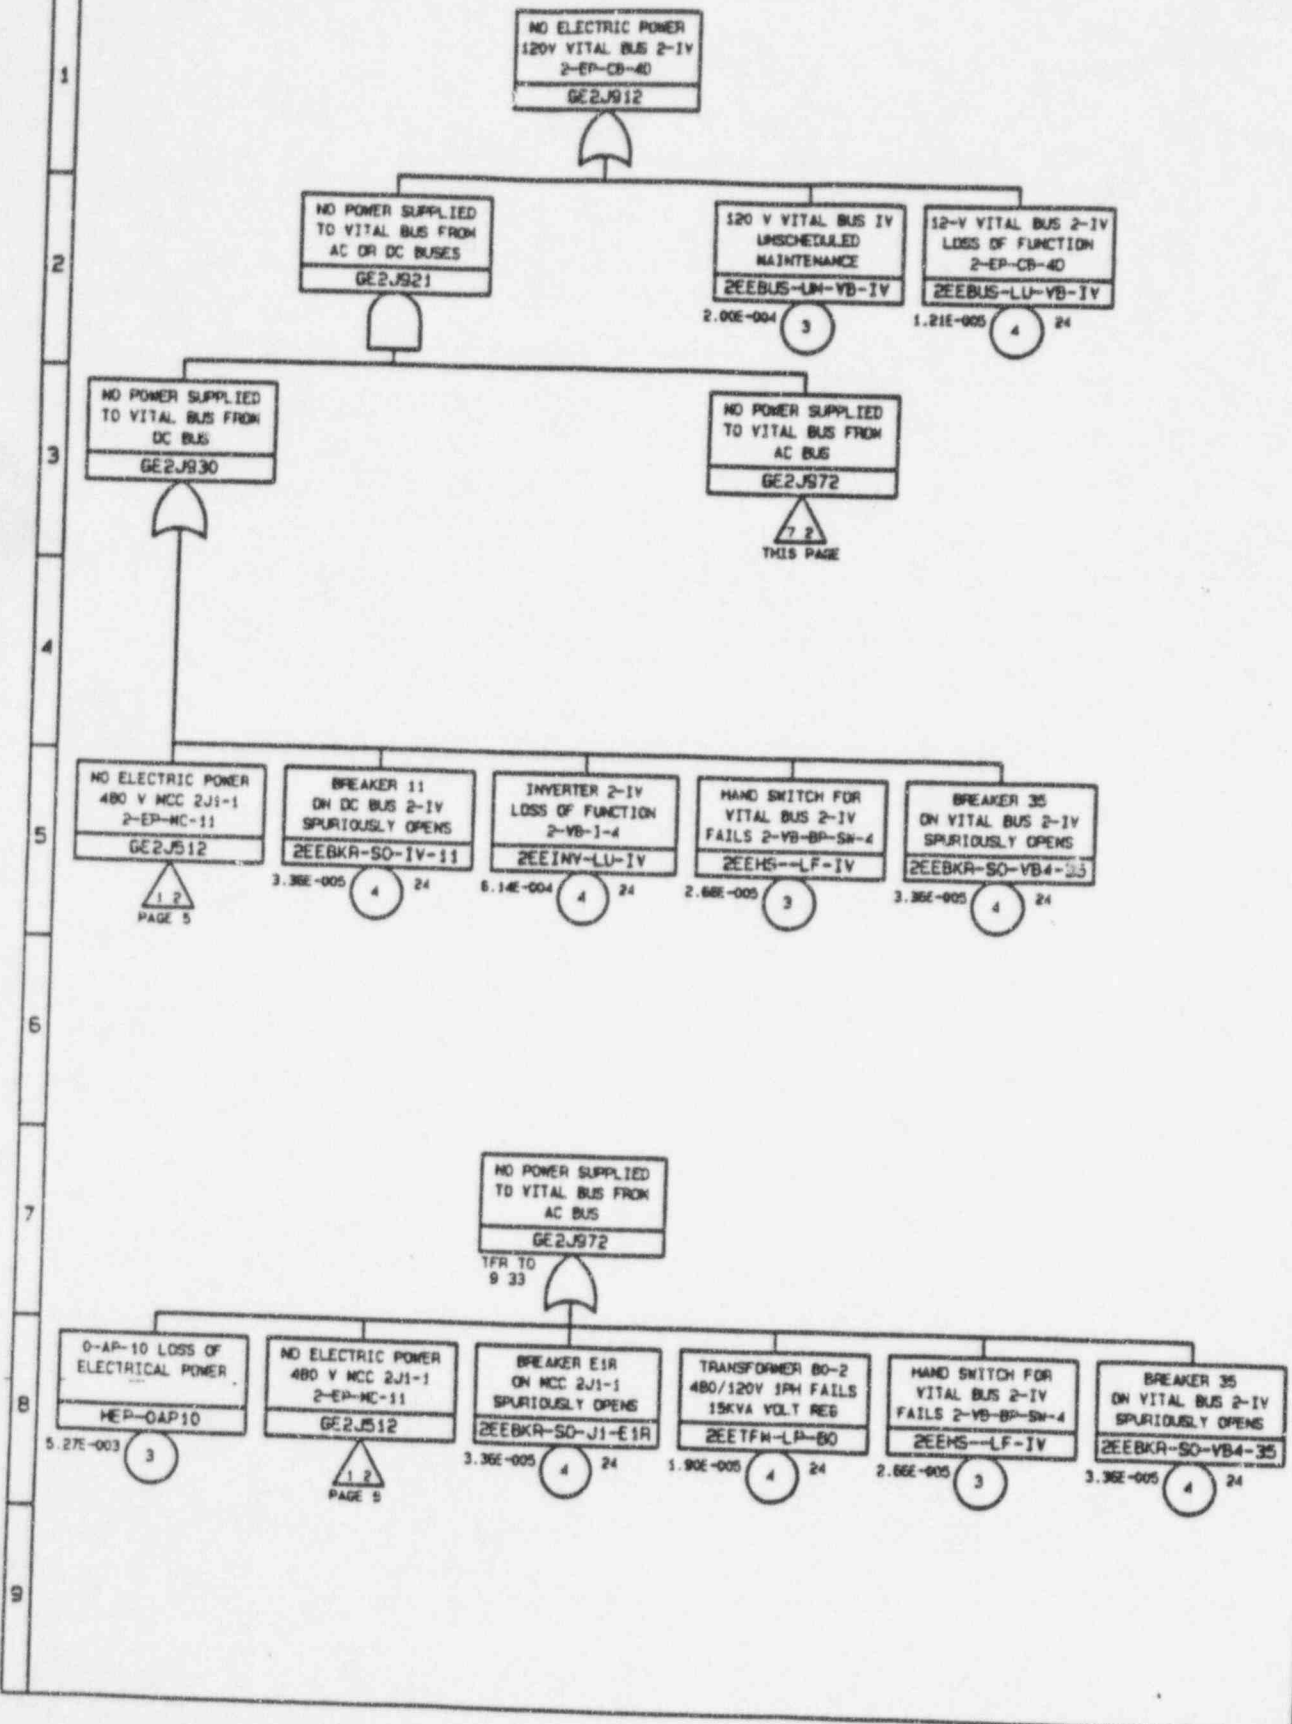 1
NO ELECTRIC POWER
120V VITAL BUS 2-IV
2-EP-CB-4D
GE2J912
2
NO POWER SUPPLIED
TO VITAL BUS FROM
AC OR DC BUSES
GE2J921
120 V VITAL BUS IV
UNSCHEDULED
MAINTENANCE
2EEBUS-UM-VB-IV
2.00E-004
3
12-V VITAL BUS 2-IV
LOSS OF FUNCTION
2-EP-CB-4D
2EEBUS-LU-VB-IV
1.21E-005
4
24
3
NO POWER SUPPLIED
TO VITAL BUS FROM
DC BUS
GE2J930
NO POWER SUPPLIED
TO VITAL BUS FROM
AC BUS
GE2J972
7 2
THIS PAGE
4
5
NO ELECTRIC POWER
480 V MCC 2J1-1
2-EP-MC-11
GE2J512
1 2
PAGE 5
BREAKER 11
ON DC BUS 2-IV
SPURIOUSLY OPENS
2EEBKR-SO-IV-11
3.36E-005
4
24
INVERTER 2-IV
LOSS OF FUNCTION
2-VB-I-4
2EEINV-LU-IV
6.14E-004
4
24
HAND SWITCH FOR
VITAL BUS 2-IV
FAILS 2-VB-BP-SW-4
2EEHS--LF-IV
2.66E-005
3
BREAKER 35
ON VITAL BUS 2-IV
SPURIOUSLY OPENS
2EEBKR-SO-VB4-35
3.36E-005
4
24
6
7
NO POWER SUPPLIED
TO VITAL BUS FROM
AC BUS
GE2J972
TFR TO
9 33
8
0-AP-10 LOSS OF
ELECTRICAL POWER
HEP-OAP10
5.27E-003
3
NO ELECTRIC POWER
480 V MCC 2J1-1
2-EP-MC-11
GE2J512
1 2
PAGE 5
BREAKER E1R
ON MCC 2J1-1
SPURIOUSLY OPENS
2EEBKR-SO-J1-E1R
3.36E-005
4
24
TRANSFORMER 80-2
480/120V 1PH FAILS
15KVA VOLT REG
2EETFM-LP-80
1.90E-005
4
24
HAND SWITCH FOR
VITAL BUS 2-IV
FAILS 2-VB-BP-SW-4
2EEHS--LF-IV
2.66E-005
3
BREAKER 35
ON VITAL BUS 2-IV
SPURIOUSLY OPENS
2EEBKR-SO-VB4-35
3.36E-005
4
24
9